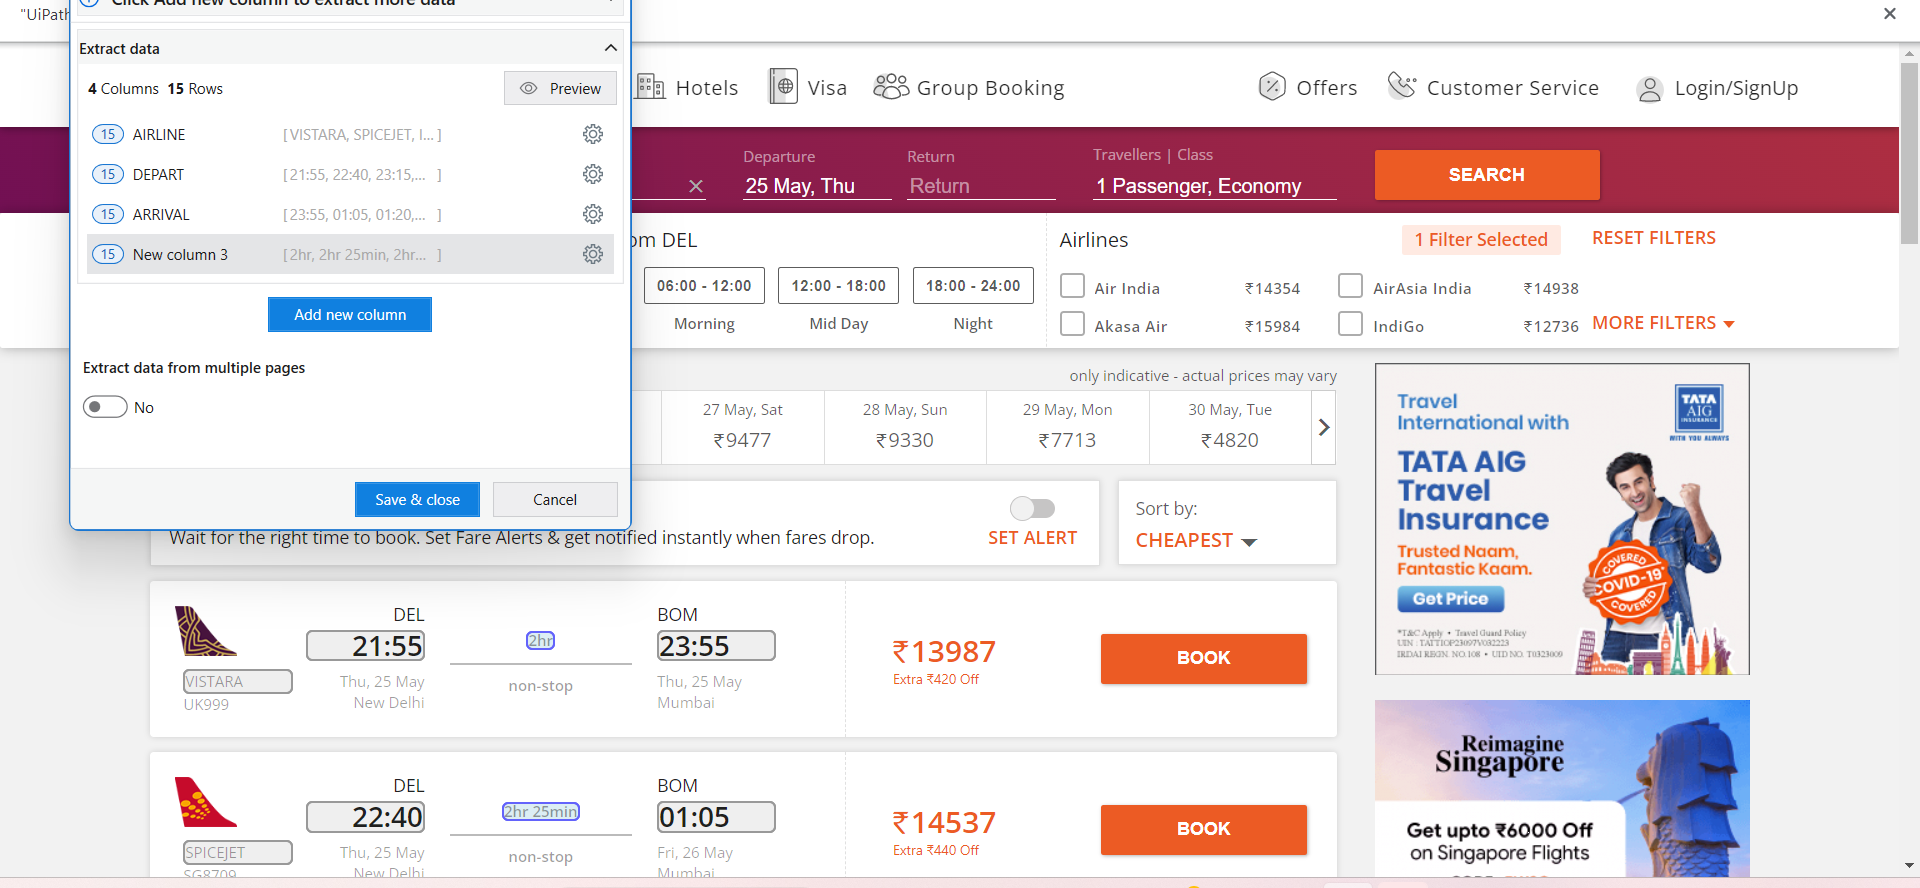 "UiPath
Click Add new column to extract more data
Extract data
4 Columns 15 Rows
Preview
15 AIRLINE [ VISTARA, SPICEJET, I... ]
15 DEPART [ 21:55, 22:40, 23:15,... ]
15 ARRIVAL [ 23:55, 01:05, 01:20,... ]
15 New column 3 [ 2hr, 2hr 25min, 2hr... ]
Add new column
Extract data from multiple pages
No
Save & close
Cancel
Hotels
Visa
Group Booking
Offers
Customer Service
Login/SignUp
Departure
25 May, Thu
Return
Return
Travellers | Class
1 Passenger, Economy
SEARCH
om DEL
06:00 - 12:00
Morning
12:00 - 18:00
Mid Day
18:00 - 24:00
Night
Airlines
1 Filter Selected
RESET FILTERS
Air India ₹14354
AirAsia India ₹14938
Akasa Air ₹15984
IndiGo ₹12736
MORE FILTERS
only indicative - actual prices may vary
27 May, Sat
₹9477
28 May, Sun
₹9330
29 May, Mon
₹7713
30 May, Tue
₹4820
Wait for the right time to book. Set Fare Alerts & get notified instantly when fares drop.
SET ALERT
Sort by:
CHEAPEST
VISTARA
UK999
DEL
21:55
Thu, 25 May
New Delhi
2hr
non-stop
BOM
23:55
Thu, 25 May
Mumbai
₹13987
Extra ₹420 Off
BOOK
SPICEJET
SG8709
DEL
22:40
Thu, 25 May
New Delhi
2hr 25min
non-stop
BOM
01:05
Fri, 26 May
Mumbai
₹14537
Extra ₹440 Off
BOOK
Travel
International with
TATA
AIG
INSURANCE
WITH YOU ALWAYS
TATA AIG
Travel
Insurance
Trusted Naam,
Fantastic Kaam.
Get Price
COVERED
COVID-19*
COVERED
*T&C Apply • Travel Guard Policy
UIN : TATTIOP23097V032223
IRDAI REGN. NO.108 • UID NO. T0323009
Reimagine
Singapore
Get upto ₹6000 Off
on Singapore Flights